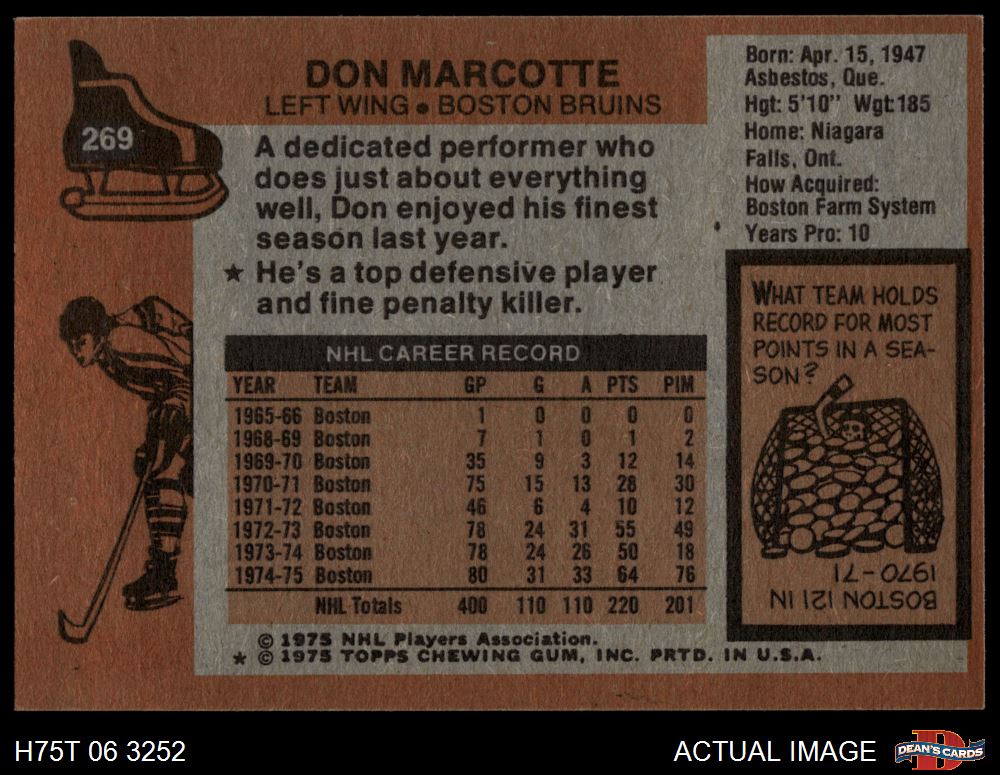 269
DON MARCOTTE
LEFT WING • BOSTON BRUINS
A dedicated performer who
does just about everything
well, Don enjoyed his finest
season last year.
★ He's a top defensive player
and fine penalty killer.
Born: Apr. 15, 1947
Asbestos, Que.
Hgt: 5'10" Wgt:185
Home: Niagara
Falls, Ont.
How Acquired:
Boston Farm System
Years Pro: 10
NHL CAREER RECORD
YEAR TEAM GP G A PTS PIM
1965-66 Boston 1 0 0 0 0
1968-69 Boston 7 1 0 1 2
1969-70 Boston 35 9 3 12 14
1970-71 Boston 75 15 13 28 30
1971-72 Boston 46 6 4 10 12
1972-73 Boston 78 24 31 55 49
1973-74 Boston 78 24 26 50 18
1974-75 Boston 80 31 33 64 76
NHL Totals 400 110 110 220 201
WHAT TEAM HOLDS
RECORD FOR MOST
POINTS IN A SEA-
SON?
BOSTON 121 IN
1970-71
© 1975 NHL Players Association.
★ © 1975 TOPPS CHEWING GUM, INC. PRTD. IN U.S.A.
H75T 06 3252
ACTUAL IMAGE
D
DEAN'S CARDS